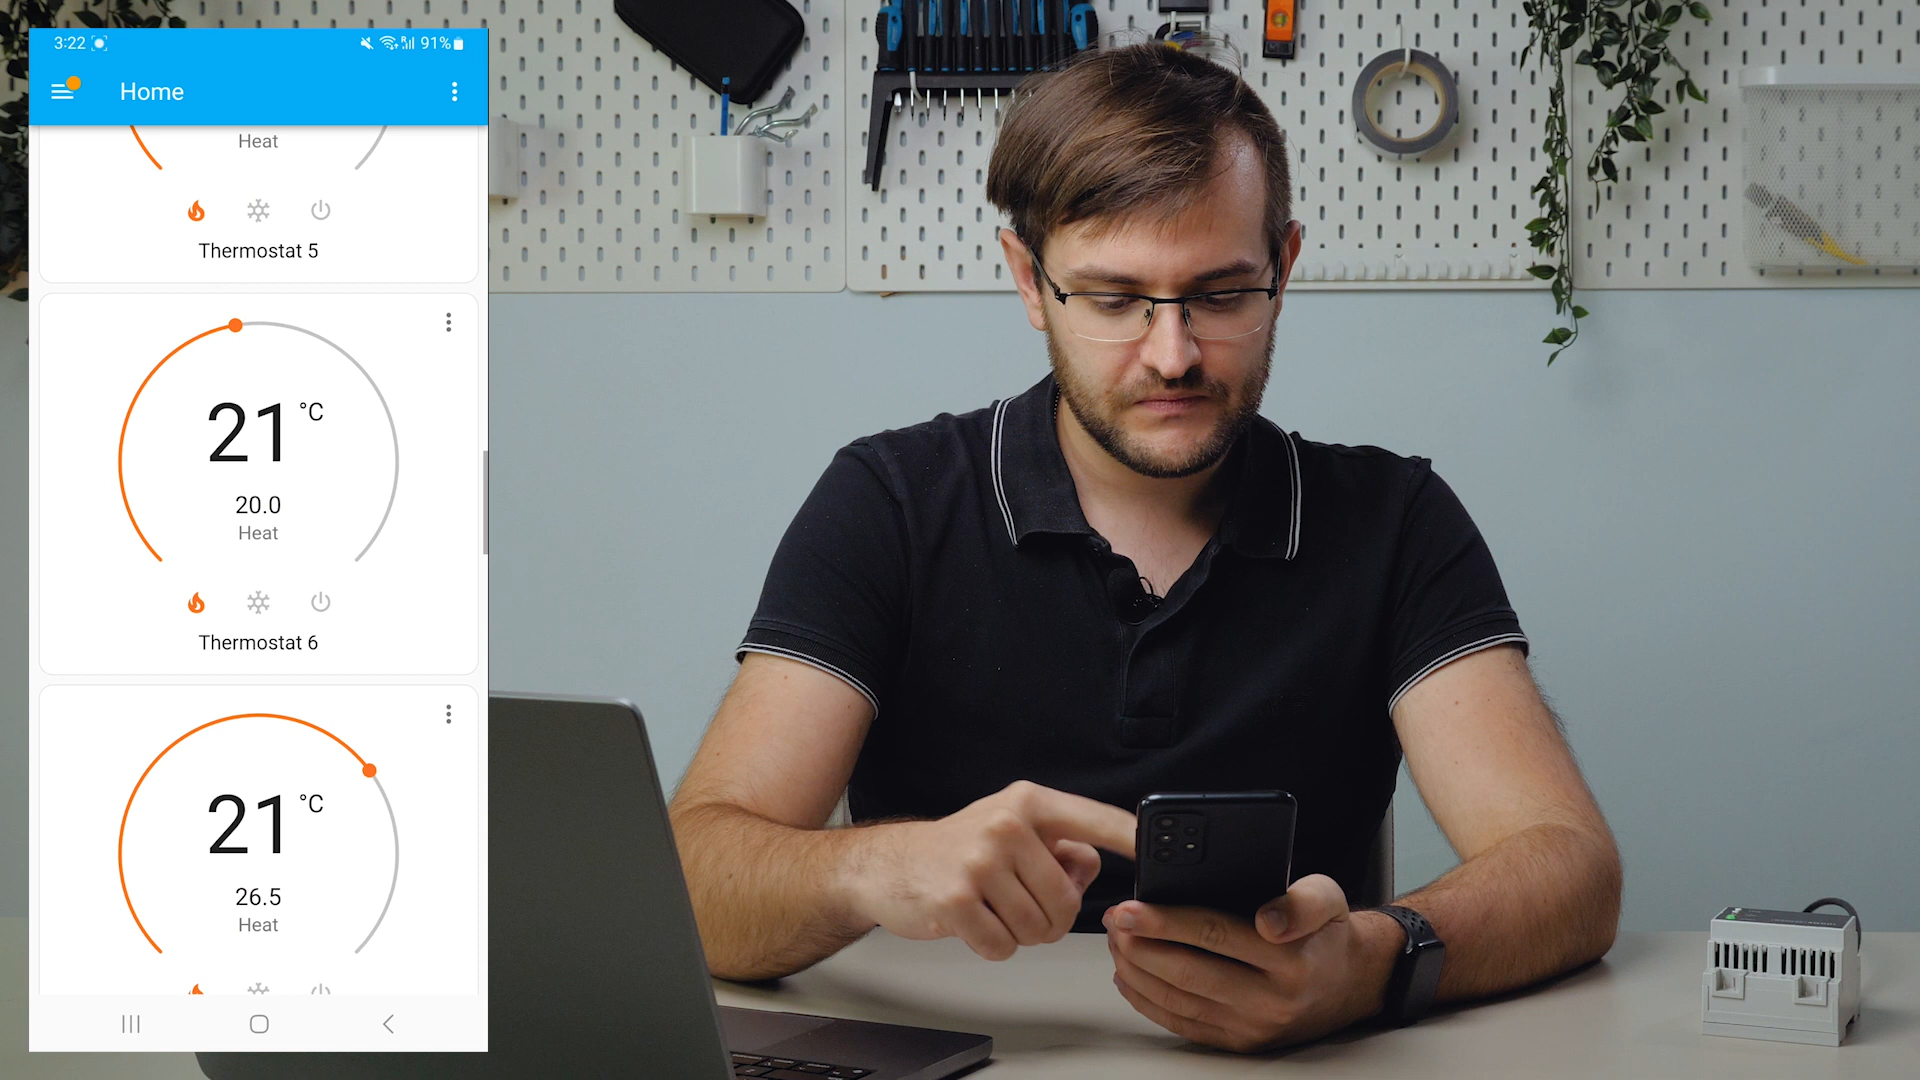 3:22
91%
Home
Heat
Thermostat 5
21 °C
20.0
Heat
Thermostat 6
21 °C
26.5
Heat